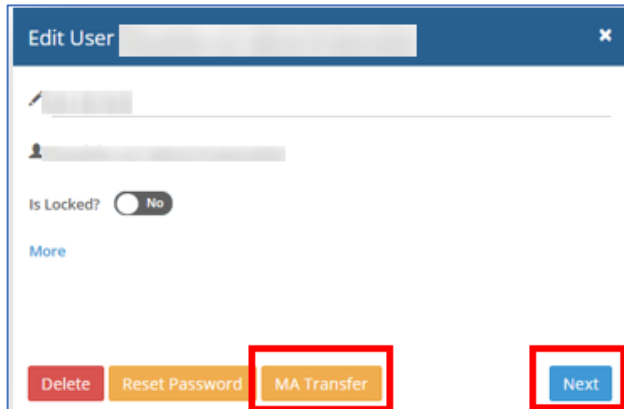 Edit User
Is Locked? No
More
Delete Reset Password MA Transfer Next